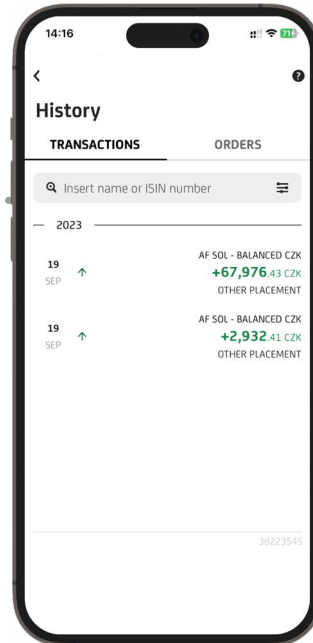 14:16
71
History
TRANSACTIONS
ORDERS
Insert name or ISIN number
2023
19
SEP
AF SOL - BALANCED CZK
+67,976.43 CZK
OTHER PLACEMENT
19
SEP
AF SOL - BALANCED CZK
+2,932.41 CZK
OTHER PLACEMENT
3d223545